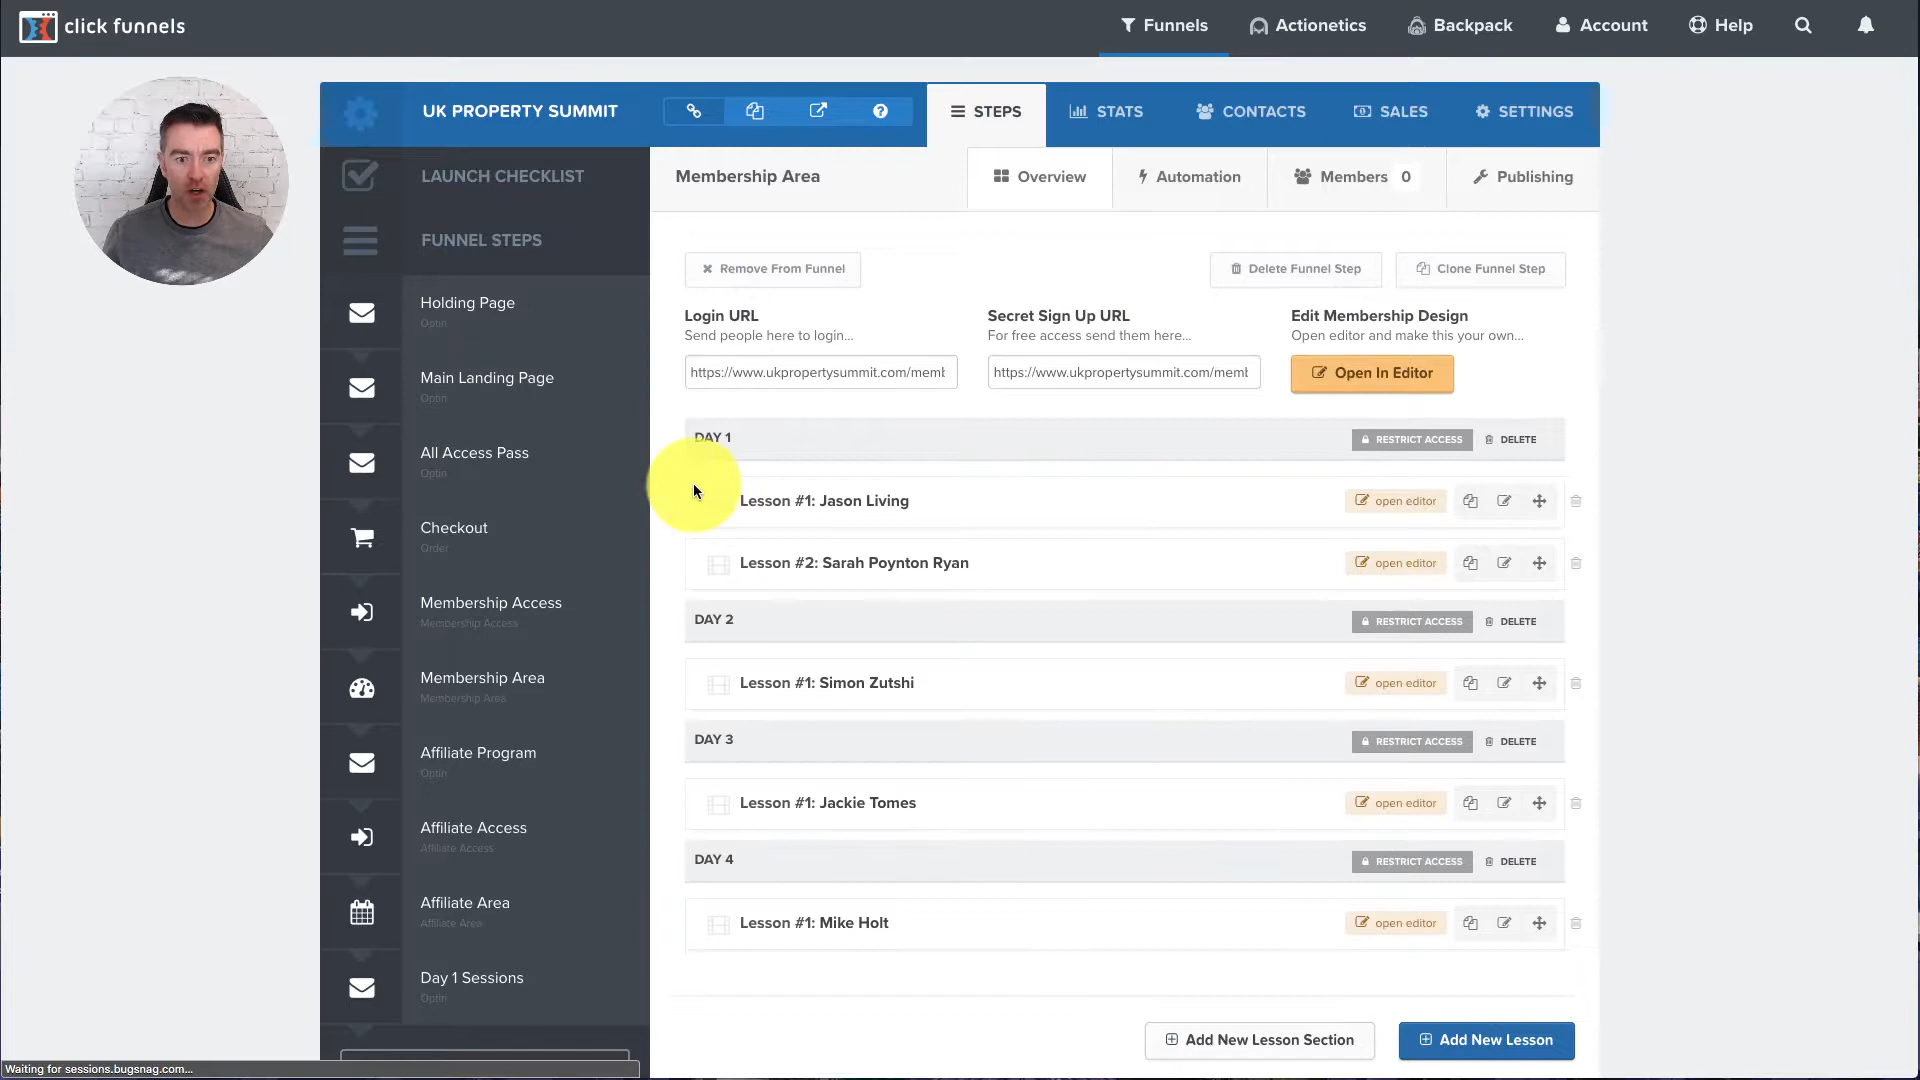 click funnels
Funnels
Actionetics
Backpack
Account
Help
UK PROPERTY SUMMIT
STEPS
STATS
CONTACTS
SALES
SETTINGS
LAUNCH CHECKLIST
FUNNEL STEPS
Holding Page
Optin
Main Landing Page
Optin
All Access Pass
Optin
Checkout
Order
Membership Access
Membership Access
Membership Area
Membership Area
Affiliate Program
Optin
Affiliate Access
Affiliate Access
Affiliate Area
Affiliate Area
Day 1 Sessions
Optin
Membership Area
Overview
Automation
Members 0
Publishing
Remove From Funnel
Delete Funnel Step
Clone Funnel Step
Login URL
Send people here to login...
https://www.ukpropertysummit.com/memb
Secret Sign Up URL
For free access send them here...
https://www.ukpropertysummit.com/memb
Edit Membership Design
Open editor and make this your own...
Open In Editor
DAY 1 RESTRICT ACCESS DELETE
Lesson #1: Jason Living open editor
Lesson #2: Sarah Poynton Ryan open editor
DAY 2 RESTRICT ACCESS DELETE
Lesson #1: Simon Zutshi open editor
DAY 3 RESTRICT ACCESS DELETE
Lesson #1: Jackie Tomes open editor
DAY 4 RESTRICT ACCESS DELETE
Lesson #1: Mike Holt open editor
Add New Lesson Section
Add New Lesson
Waiting for sessions.bugsnag.com...